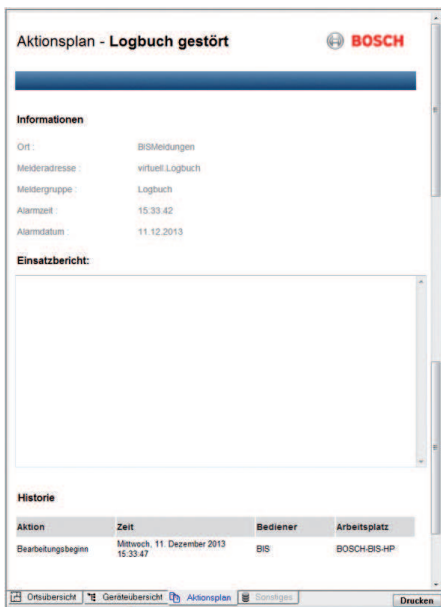 Aktionsplan - Logbuch gestört
BOSCH
Informationen
Ort : BISMeldungen
Melderadresse : virtuell.Logbuch
Meldergruppe : Logbuch
Alarmzeit : 15:33:42
Alarmdatum : 11.12.2013
Einsatzbericht:
Historie
Aktion Zeit Bediener Arbeitsplatz
Bearbeitungsbeginn Mittwoch, 11. Dezember 2013 15:33:47 BIS BOSCH-BIS-HP
Ortsübersicht Geräteübersicht Aktionsplan Sonstiges Drucken